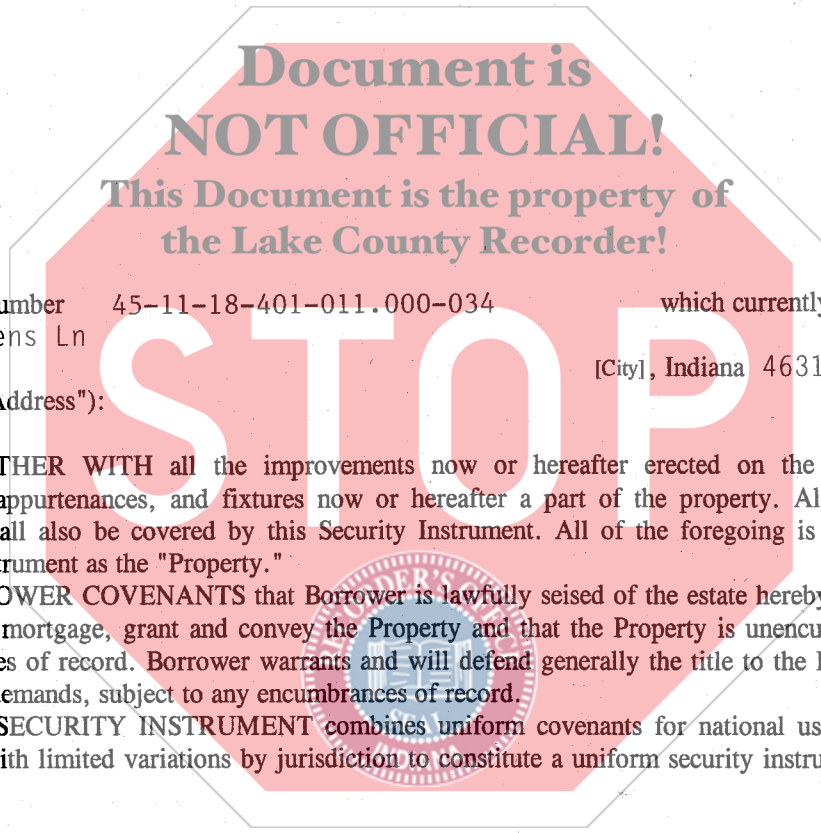 Document is
NOT OFFICIAL!
This Document is the property of
the Lake County Recorder!
STOP
umber 45-11-18-401-011.000-034 which currently
ens Ln
[City], Indiana 4631
Address"):
THER WITH all the improvements now or hereafter erected on the
appurtenances, and fixtures now or hereafter a part of the property. Al
all also be covered by this Security Instrument. All of the foregoing is
trument as the "Property."
OWER COVENANTS that Borrower is lawfully seised of the estate hereby
mortgage, grant and convey the Property and that the Property is unencu
es of record. Borrower warrants and will defend generally the title to the
emands, subject to any encumbrances of record.
SECURITY INSTRUMENT combines uniform covenants for national us
ith limited variations by jurisdiction to constitute a uniform security instru
RECORDER'S OFFICE
SEAL
INDIANA